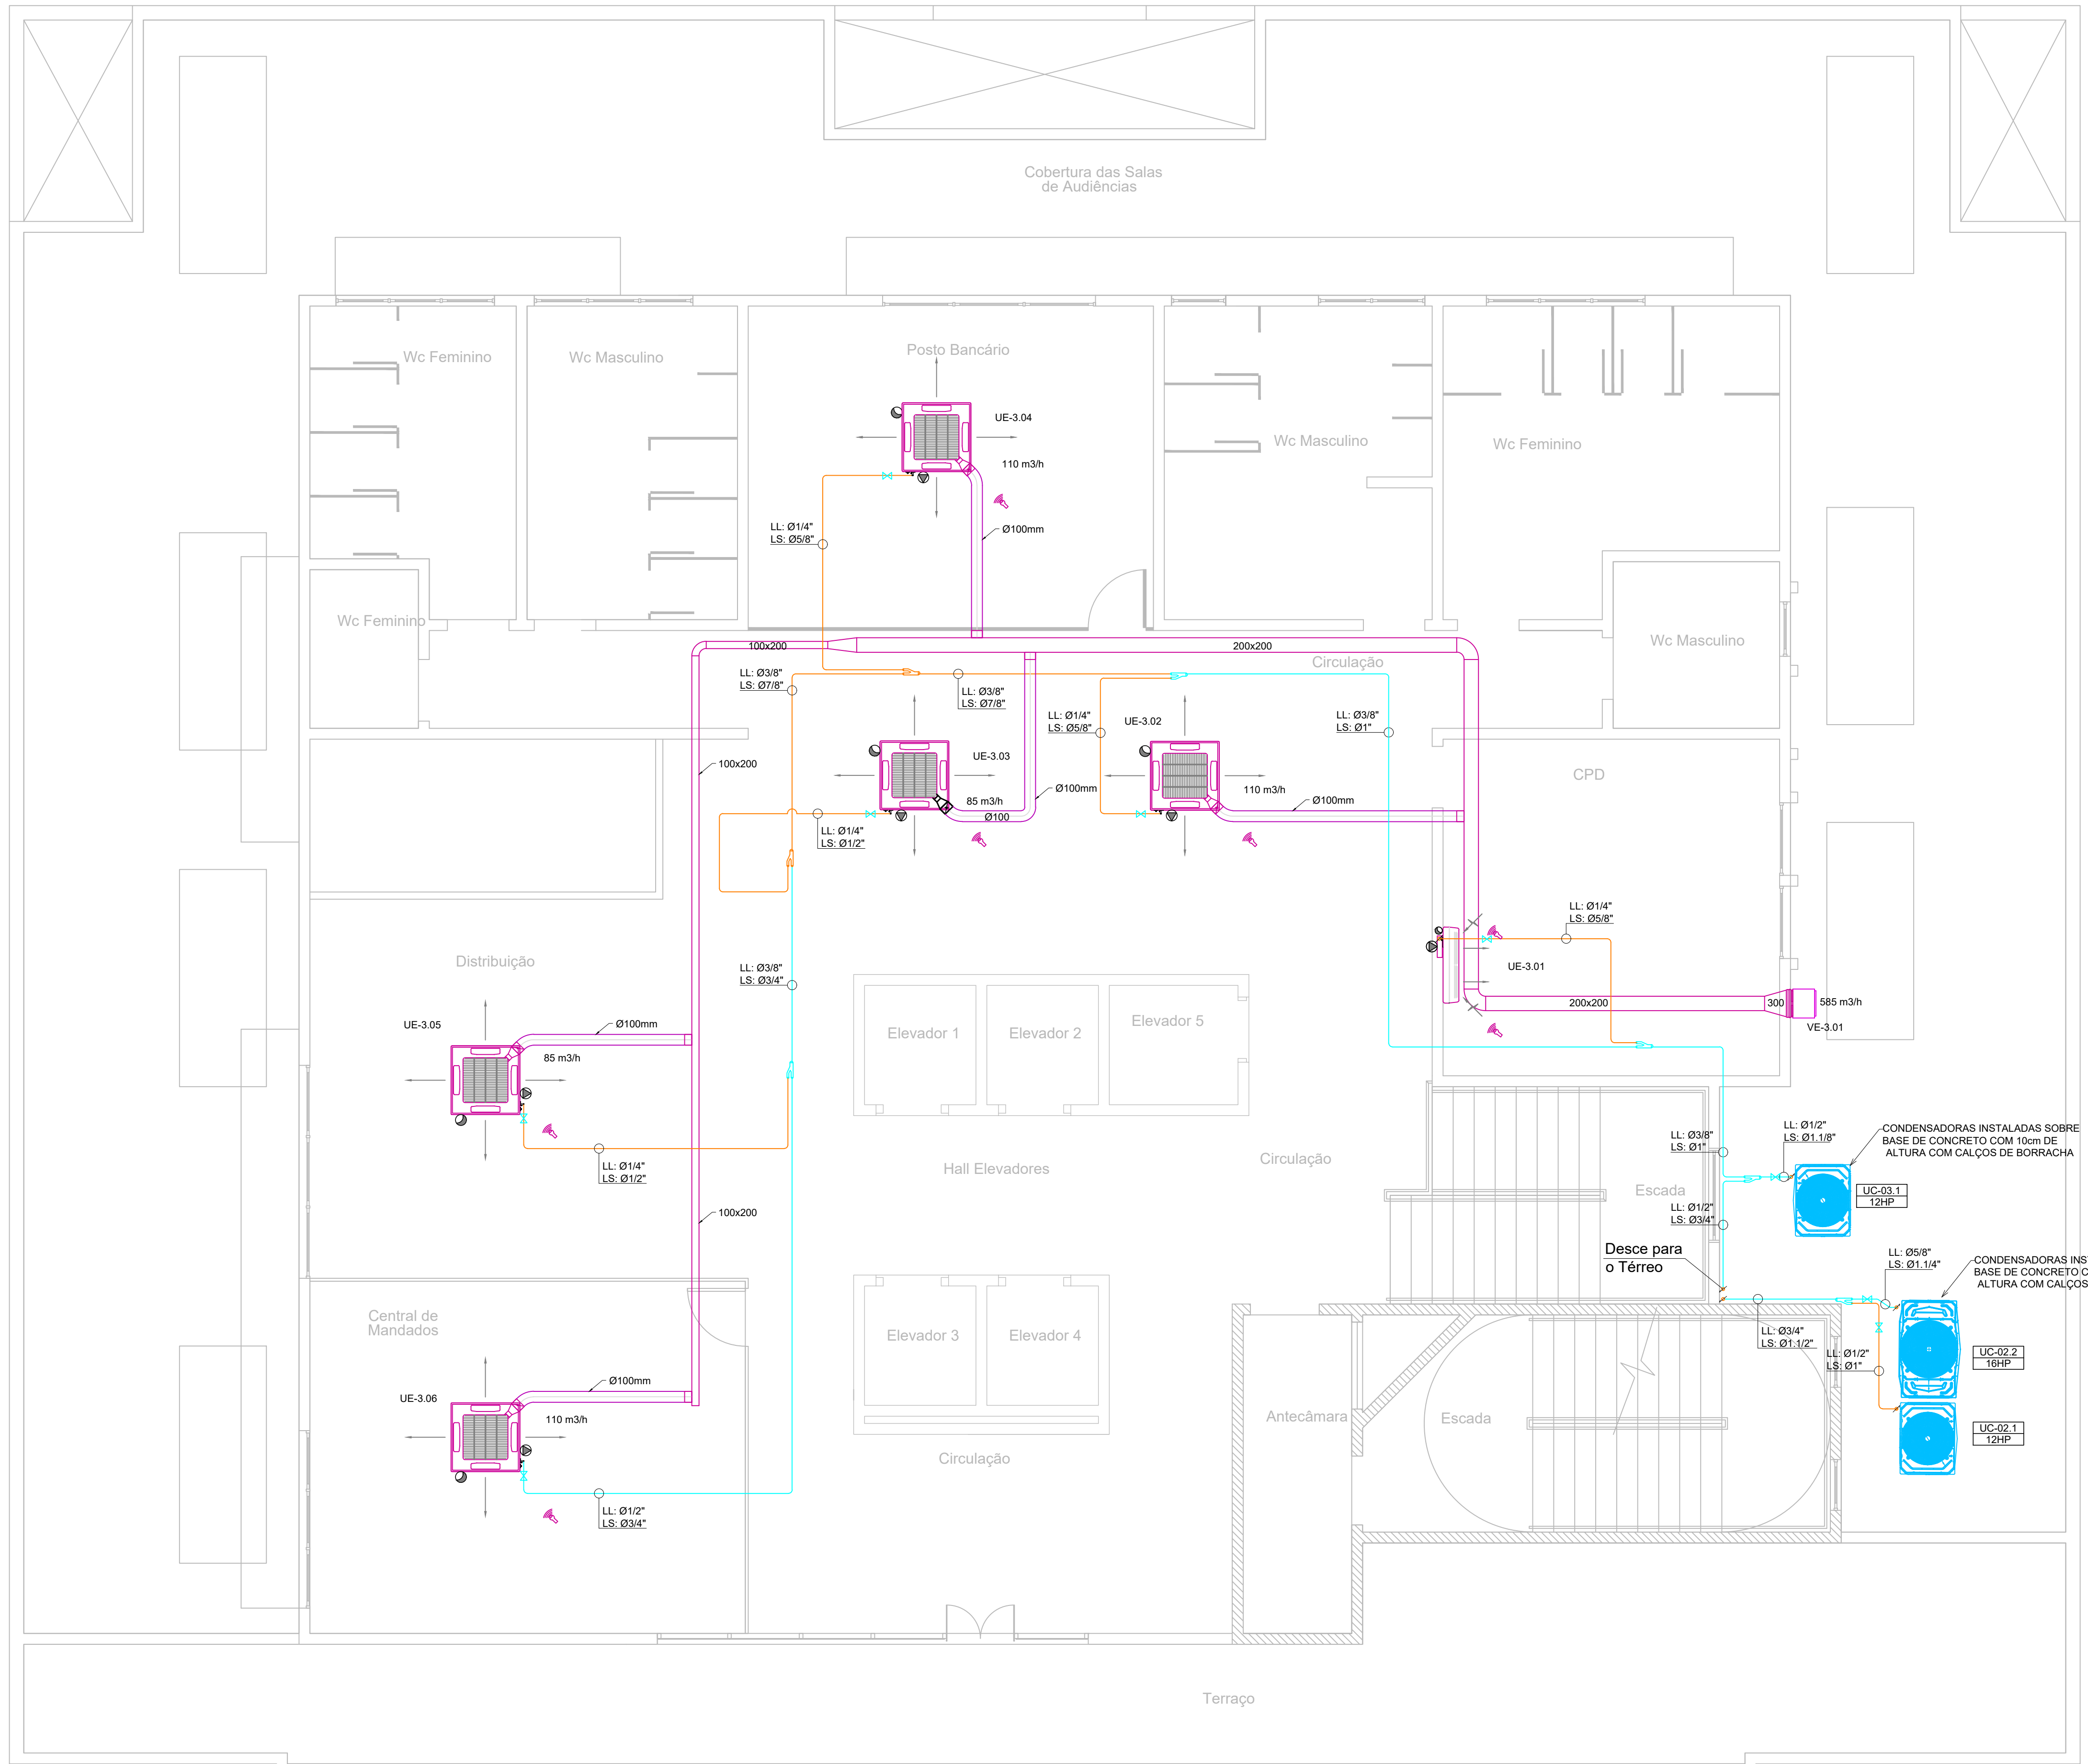 Cobertura das Salas
de Audiências
Wc Feminino
Wc Masculino
Posto Bancário
UE-3.04
Wc Masculino
Wc Feminino
110 m3/h
LL: Ø1/4"
LS: Ø5/8"
Ø100mm
Wc Feminino
Wc Masculino
100x200
200x200
Circulação
LL: Ø3/8"
LS: Ø7/8"
LL: Ø3/8"
LS: Ø7/8"
LL: Ø1/4"
LS: Ø5/8"
UE-3.02
LL: Ø3/8"
LS: Ø1"
100x200
UE-3.03
CPD
85 m3/h
Ø100
Ø100mm
110 m3/h
Ø100mm
LL: Ø1/4"
LS: Ø1/2"
LL: Ø1/4"
LS: Ø5/8"
Distribuição
LL: Ø3/8"
LS: Ø3/4"
UE-3.01
200x200
300
585 m3/h
VE-3.01
UE-3.05
Ø100mm
85 m3/h
Elevador 1
Elevador 2
Elevador 5
LL: Ø1/4"
LS: Ø1/2"
Hall Elevadores
Circulação
Escada
LL: Ø3/8"
LS: Ø1"
LL: Ø1/2"
LS: Ø1.1/8"
CONDENSADORAS INSTALADAS SOBRE
BASE DE CONCRETO COM 10cm DE
ALTURA COM CALÇOS DE BORRACHA
UC-03.1
12HP
100x200
LL: Ø1/2"
LS: Ø3/4"
Desce para
o Térreo
LL: Ø5/8"
LS: Ø1.1/4"
CONDENSADORAS INS
BASE DE CONCRETO C
ALTURA COM CALÇOS
Central de
Mandados
Elevador 3
Elevador 4
LL: Ø3/4"
LS: Ø1.1/2"
LL: Ø1/2"
LS: Ø1"
UC-02.2
16HP
UE-3.06
Ø100mm
110 m3/h
Antecâmara
Escada
UC-02.1
12HP
Circulação
LL: Ø1/2"
LS: Ø3/4"
Terraço